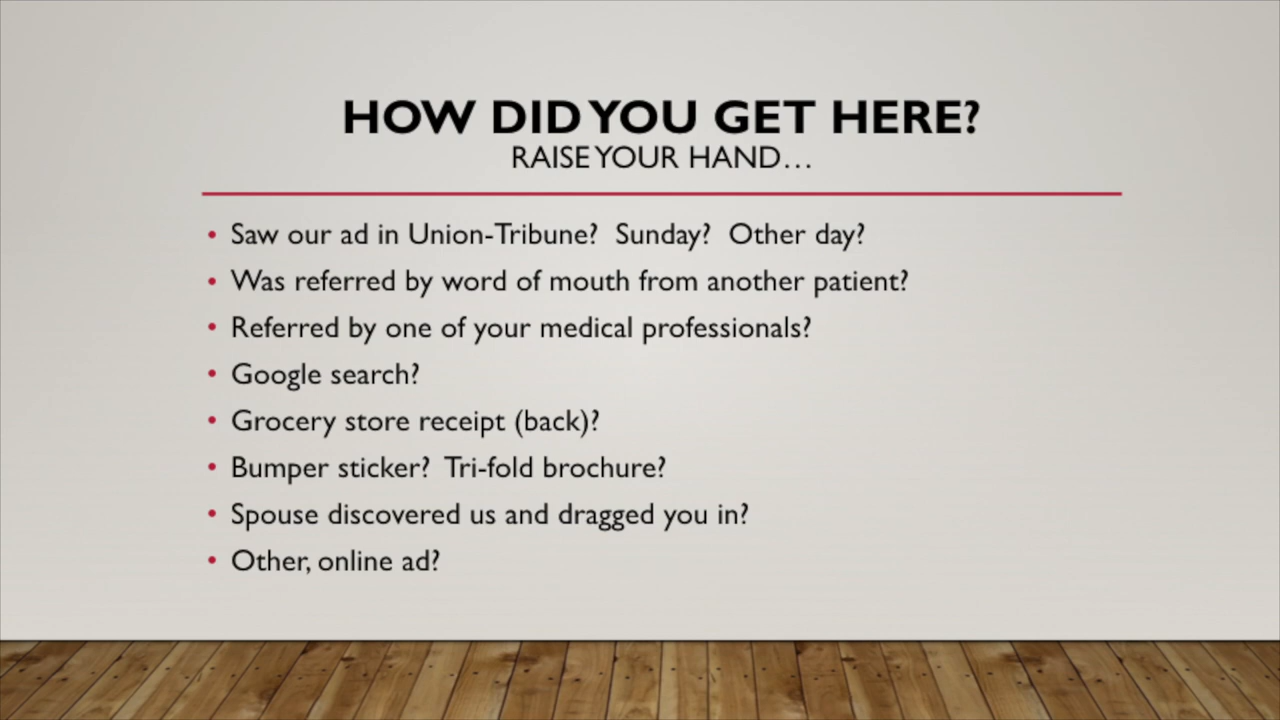 HOW DID YOU GET HERE?
RAISE YOUR HAND...
• Saw our ad in Union-Tribune?  Sunday?  Other day?
• Was referred by word of mouth from another patient?
• Referred by one of your medical professionals?
• Google search?
• Grocery store receipt (back)?
• Bumper sticker?  Tri-fold brochure?
• Spouse discovered us and dragged you in?
• Other, online ad?